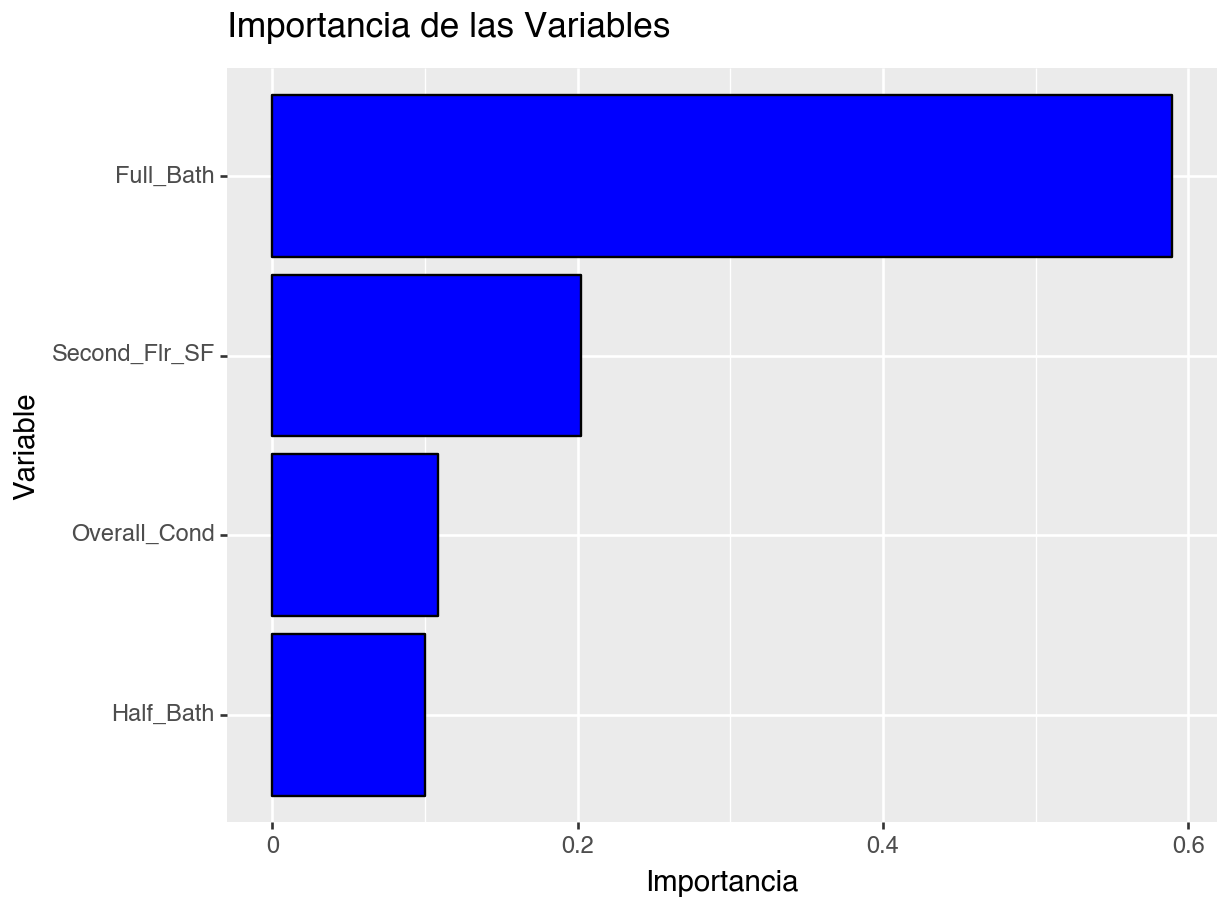 Importancia de las Variables
Full_Bath
Second_Flr_SF
Overall_Cond
Half_Bath
Variable
0
0.2
0.4
0.6
Importancia